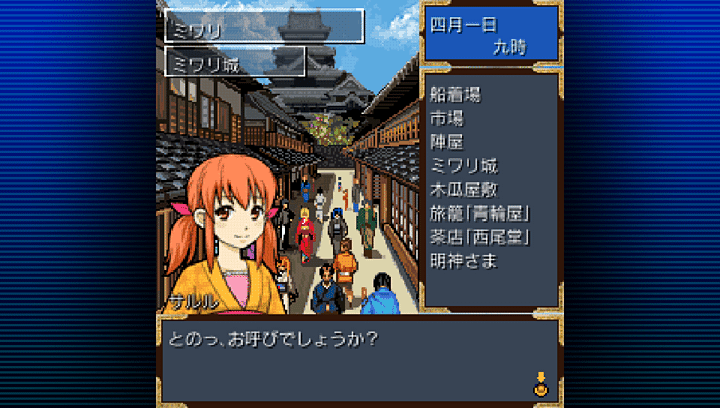 ミワリ
ミワリ城
四月一日
九時
船着場
市場
陣屋
ミワリ城
木瓜屋敷
旅籠「青輪屋」
茶店「西尾堂」
明神さま
サルル
とのっ、お呼びでしょうか?